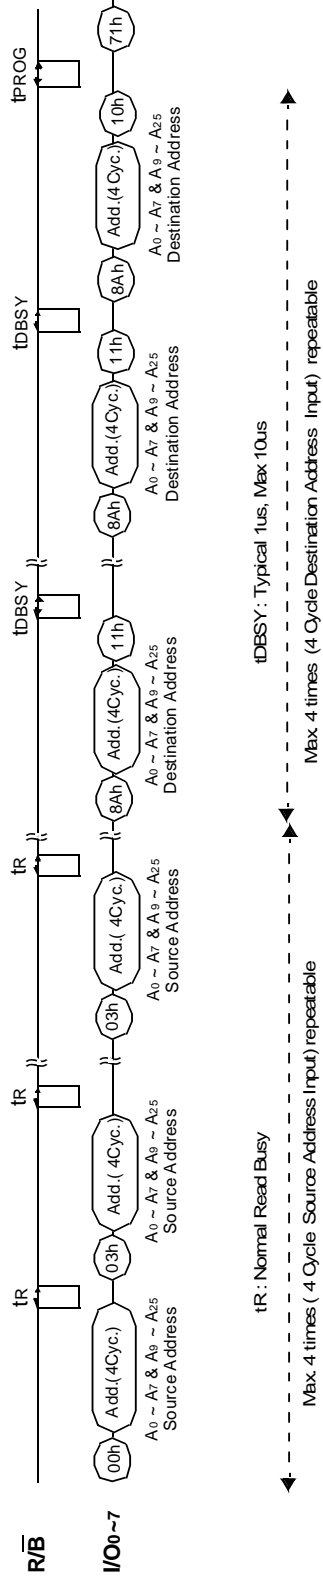 R/B tR tR tR tDBSY tDBSY tPROG
I/O0~7 00h Add.(4Cyc.) 03h Add.( 4Cyc.) 03h Add.( 4Cyc.) 8Ah Add.(4Cyc.) 11h 8Ah Add.(4Cyc.) 11h 8Ah Add.(4Cyc.) 10h 71h
A0 ~ A7 & A9 ~ A25 A0 ~ A7 & A9 ~ A25 A0 ~ A7 & A9 ~ A25 A0 ~ A7 & A9 ~ A25 A0 ~ A7 & A9 ~ A25 A0 ~ A7 & A9 ~ A25
Source Address Source Address Source Address Destination Address Destination Address Destination Address
tR : Normal Read Busy tDBSY : Typical 1us, Max 10us
Max. 4 times ( 4 Cycle Source Address Input) repeatable Max. 4 times (4 Cycle Destination Address Input) repeatable